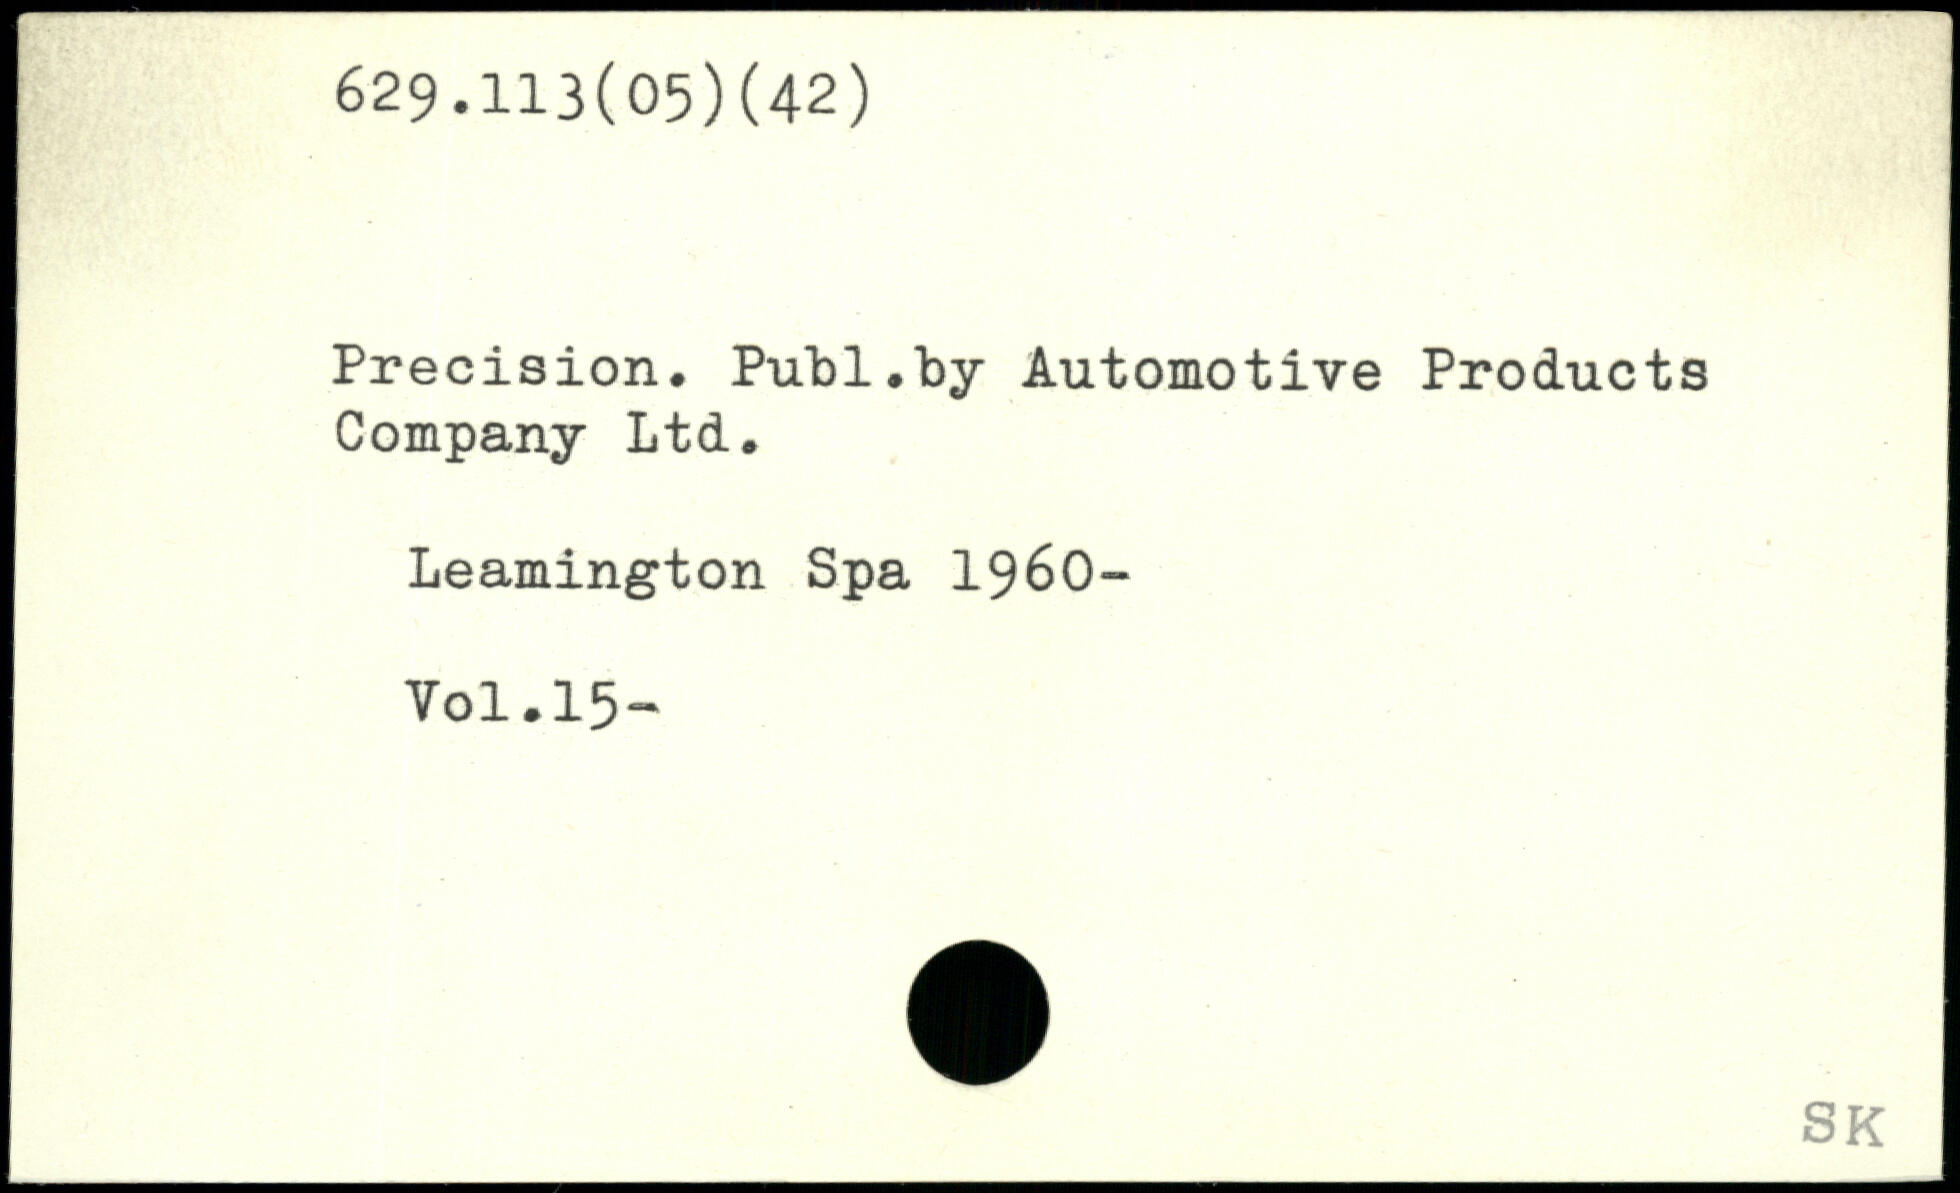 629.113(05)(42)
Precision. Publ.by Automotive Products
Company Ltd.
Leamington Spa 1960-
Vol.15-
SK